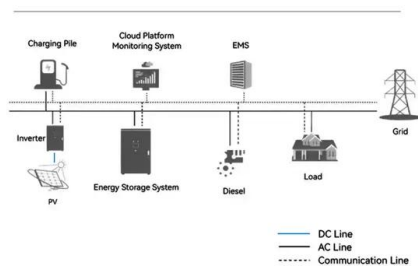 Charging Pile
Cloud Platform
Monitoring System
EMS
Grid
Inverter
PV
Energy Storage System
Diesel
Load
DC Line
AC Line
Communication Line